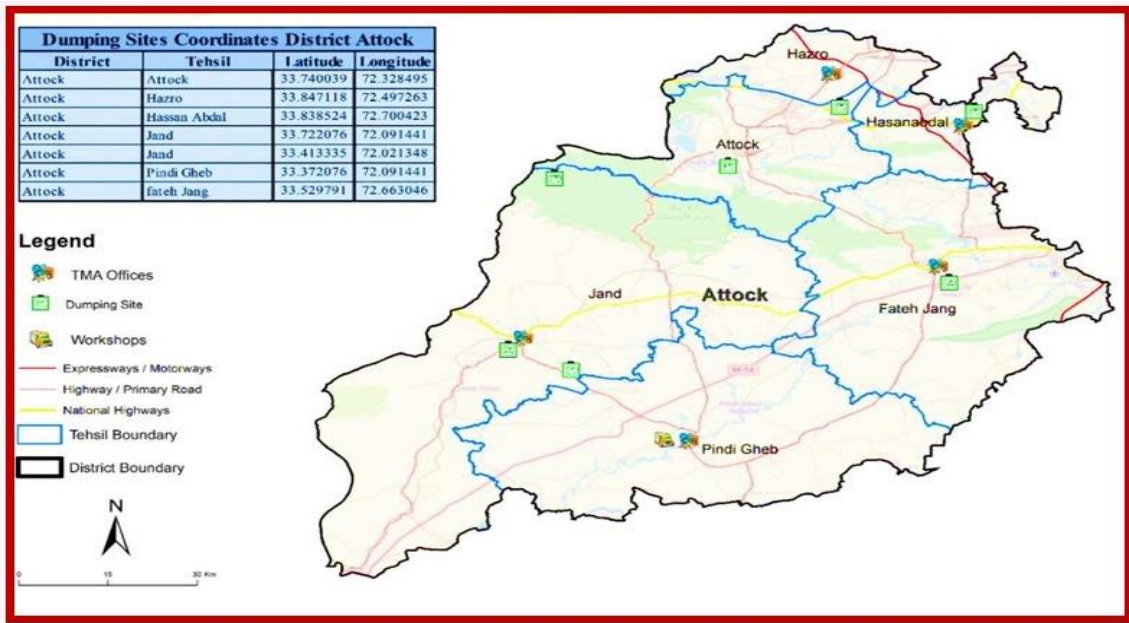 Dumping Sites Coordinates District Attock
District Tehsil Latitude Longitude
Attock Attock 33.740039 72.328495
Attock Hazro 33.847118 72.497263
Attock Hassan Abdal 33.838524 72.700423
Attock Jand 33.722076 72.091441
Attock Jand 33.413335 72.021348
Attock Pindi Gheb 33.372076 72.091441
Attock fateh Jang 33.529791 72.663046
Hazro
Hasanabdal
Attock
Legend
TMA Offices
Dumping Site
Workshops
Expressways / Motorways
Highway / Primary Road
National Highways
Tehsil Boundary
District Boundary
Jand
Attock
Fateh Jang
M-14
Pindi Gheb
N
0 15 30 Km